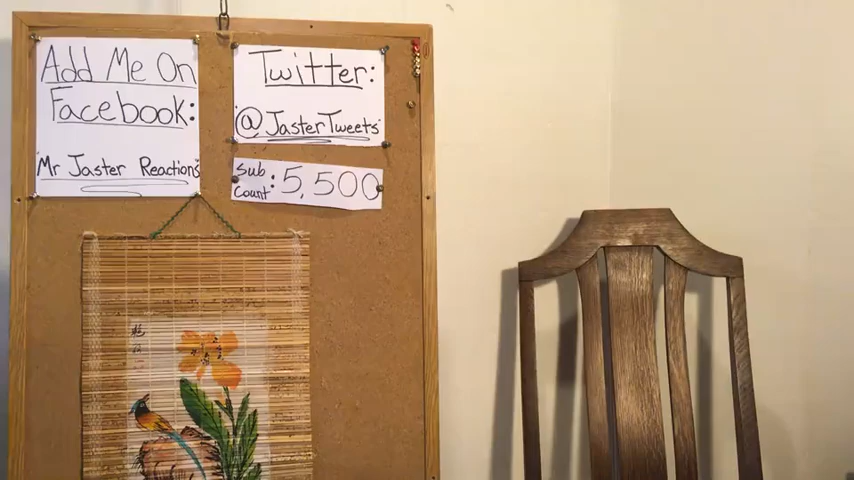 Add Me On
Facebook:
"Mr Jaster Reactions"
Twitter:
"@JasterTweets"
Sub Count: 5,500